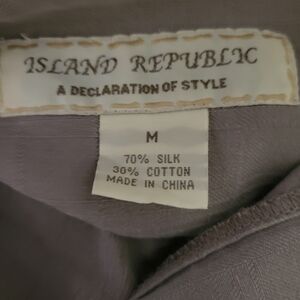 ISLAND REPUBLIC
A DECLARATION OF STYLE
M
70% SILK
30% COTTON
MADE IN CHINA